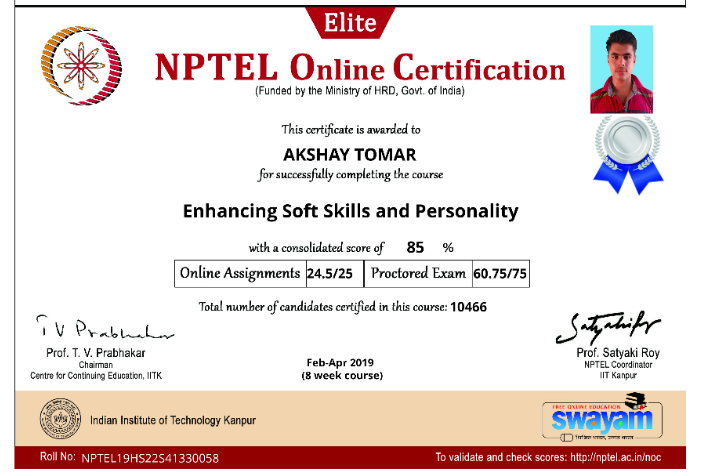 Elite
NPTEL Online Certification
(Funded by the Ministry of HRD, Govt. of India)
This certificate is awarded to
AKSHAY TOMAR
for successfully completing the course
Enhancing Soft Skills and Personality
with a consolidated score of 85 %
Online Assignments 24.5/25 Proctored Exam 60.75/75
Total number of candidates certified in this course: 10466
T V Prabhakar
Prof. T. V. Prabhakar
Chairman
Centre for Continuing Education, IITK
Feb-Apr 2019
(8 week course)
Prof. Satyaki Roy
NPTEL Coordinator
IIT Kanpur
Indian Institute of Technology Kanpur
FREE ONLINE EDUCATION
swayam
शिक्षित भारत, उन्नत भारत
Roll No: NPTEL19HS22S41330058
To validate and check scores: http://nptel.ac.in/noc